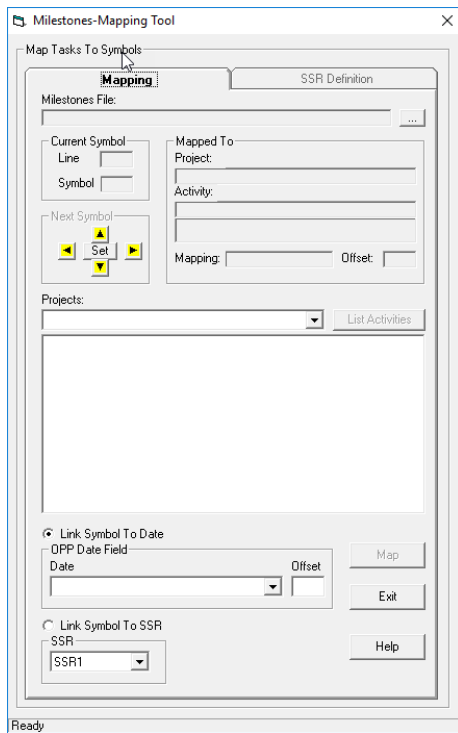 Milestones-Mapping Tool
Map Tasks To Symbols
Mapping
SSR Definition
Milestones File:
...
Current Symbol
Line
Symbol
Mapped To
Project:
Activity:
Mapping:
Offset:
Next Symbol
Set
Projects:
List Activities
Link Symbol To Date
OPP Date Field
Date
Offset
Map
Exit
Link Symbol To SSR
SSR
SSR1
Help
Ready